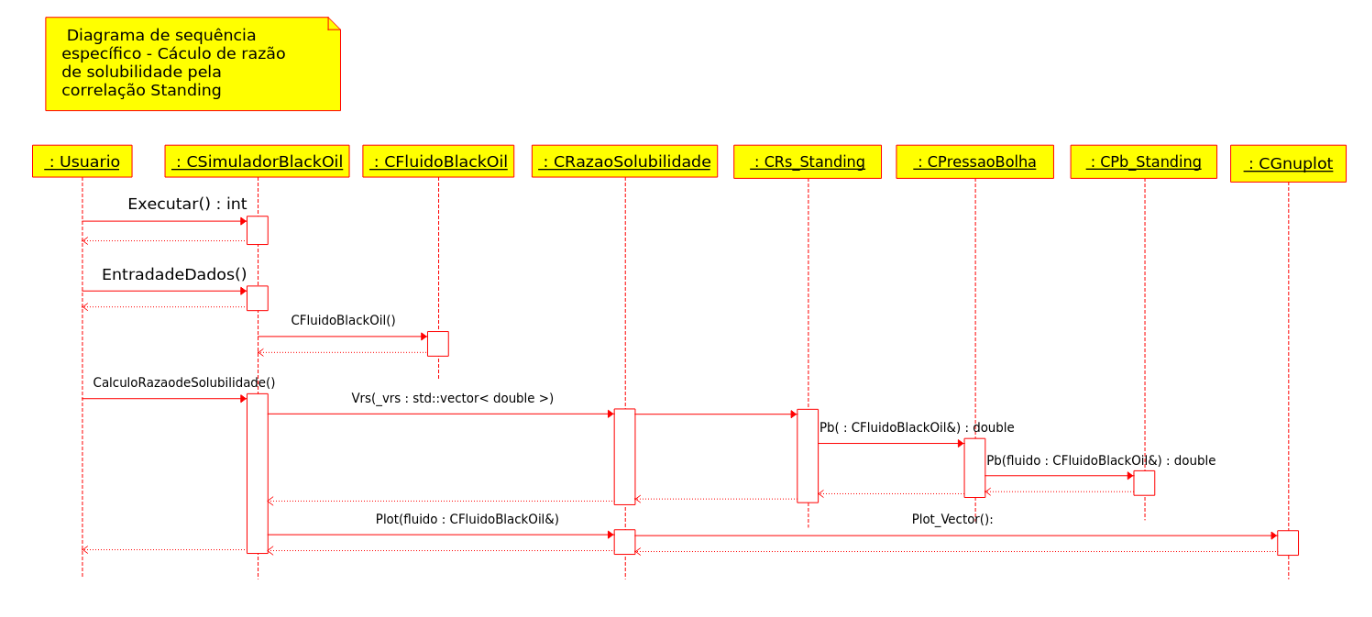 Diagrama de sequência
específico - Cáculo de razão
de solubilidade pela
correlação Standing
: Usuario
: CSimuladorBlackOil
: CFluidoBlackOil
: CRazaoSolubilidade
: CRs_Standing
: CPressaoBolha
: CPb_Standing
: CGnuplot
Executar() : int
EntradadeDados()
CFluidoBlackOil()
CalculoRazaodeSolubilidade()
Vrs(_vrs : std::vector< double >)
Pb( : CFluidoBlackOil&) : double
Pb(fluido : CFluidoBlackOil&) : double
Plot(fluido : CFluidoBlackOil&)
Plot_Vector():